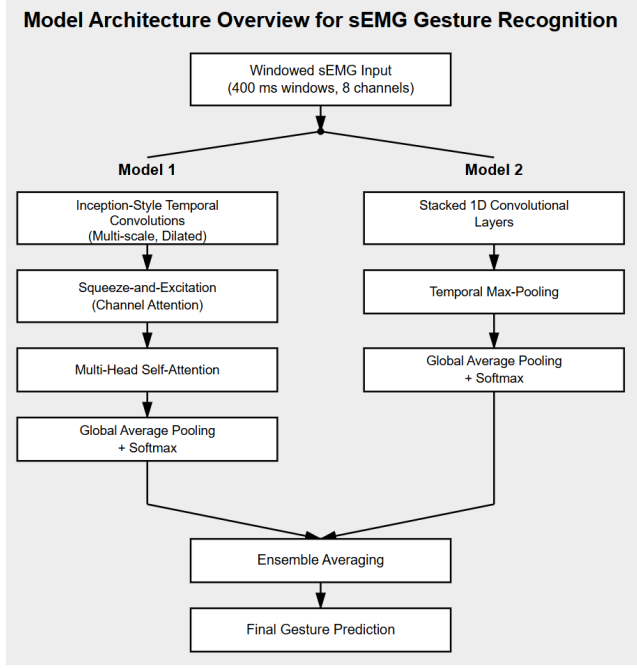 Model Architecture Overview for sEMG Gesture Recognition
Windowed sEMG Input
(400 ms windows, 8 channels)
Model 1
Inception-Style Temporal
Convolutions
(Multi-scale, Dilated)
Squeeze-and-Excitation
(Channel Attention)
Multi-Head Self-Attention
Global Average Pooling
+ Softmax
Model 2
Stacked 1D Convolutional
Layers
Temporal Max-Pooling
Global Average Pooling
+ Softmax
Ensemble Averaging
Final Gesture Prediction